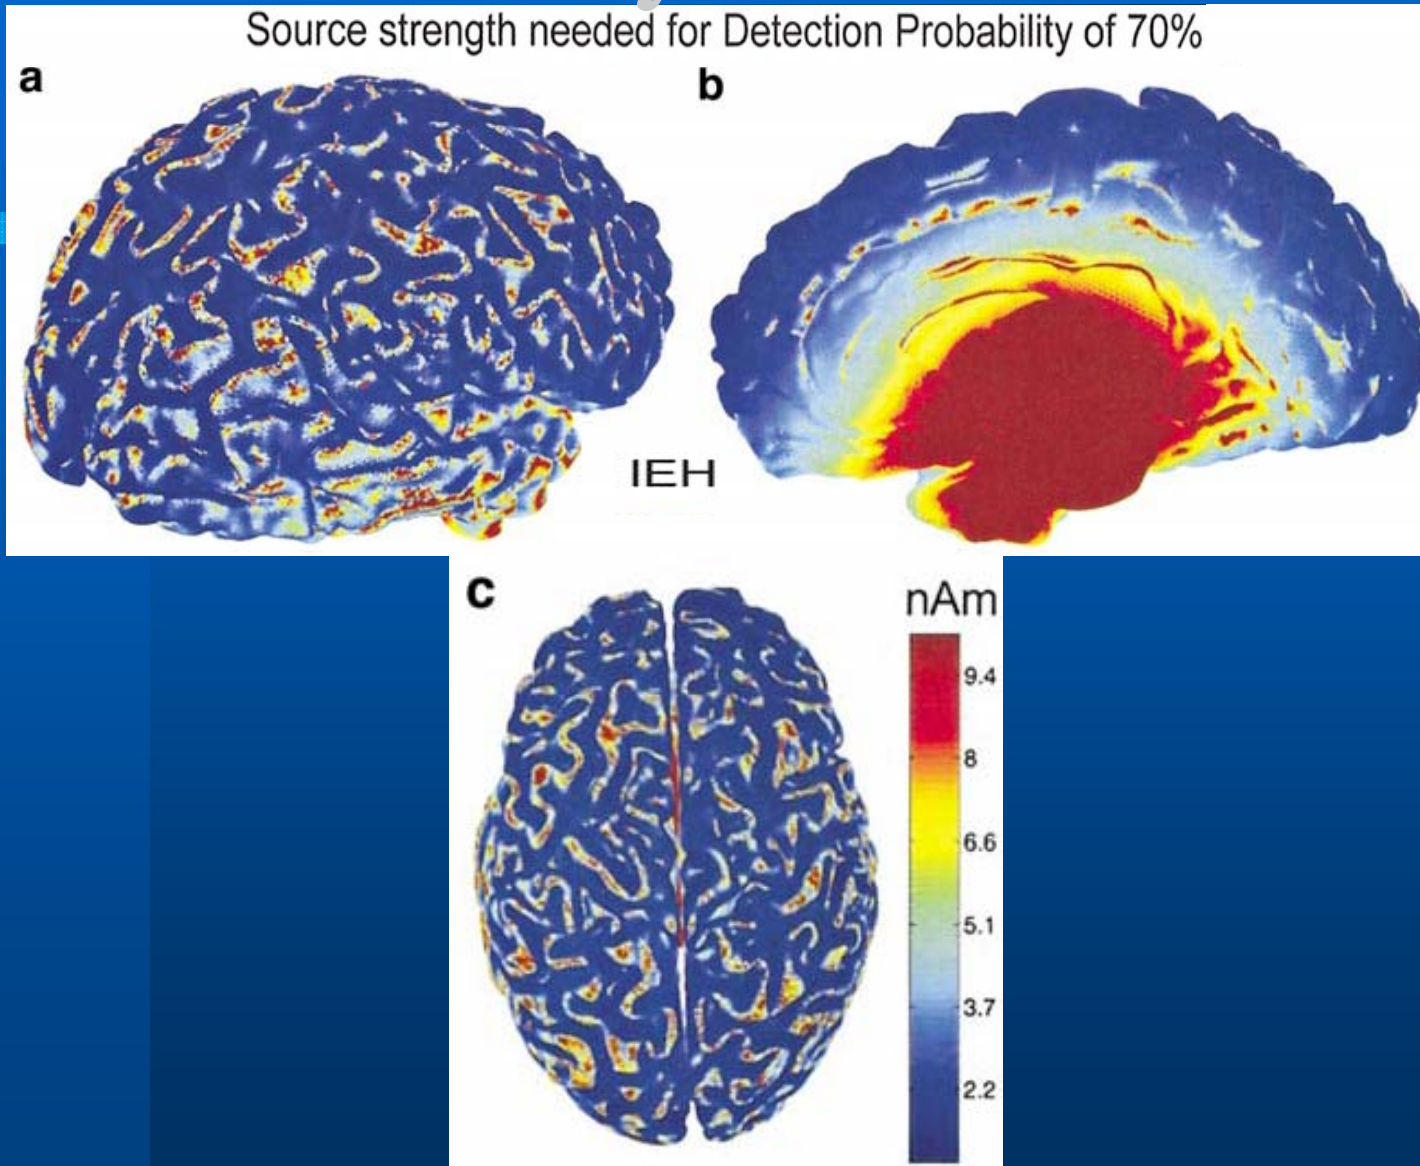 Source strength needed for Detection Probability of 70%
a
b
IEH
c
nAm
9.4
8
6.6
5.1
3.7
2.2